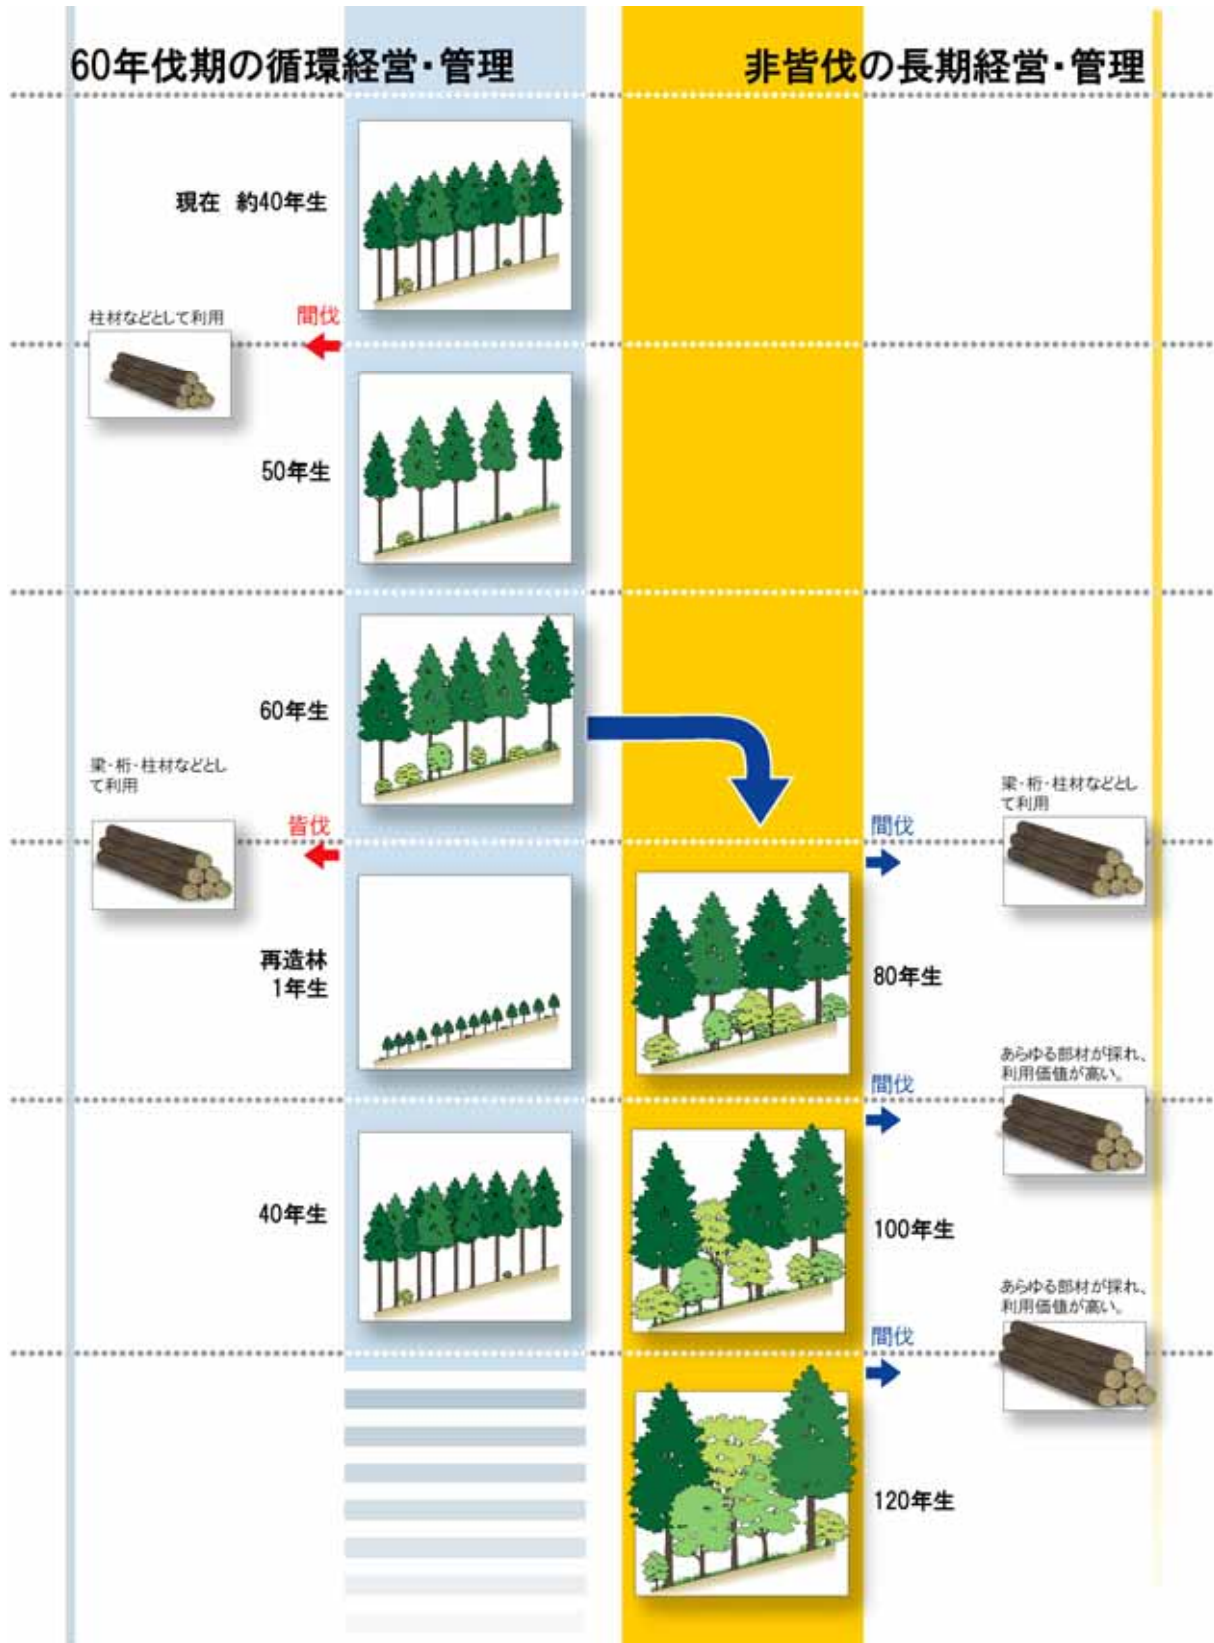 60年伐期の循環経営・管理
非皆伐の長期経営・管理
現在 約40年生
柱材などとして利用
間伐
50年生
60年生
梁・桁・柱材などとし
て利用
皆伐
梁・桁・柱材などとし
て利用
間伐
再造林
1年生
80年生
あらゆる部材が採れ、
利用価値が高い。
間伐
40年生
100年生
あらゆる部材が採れ、
利用価値が高い。
間伐
120年生